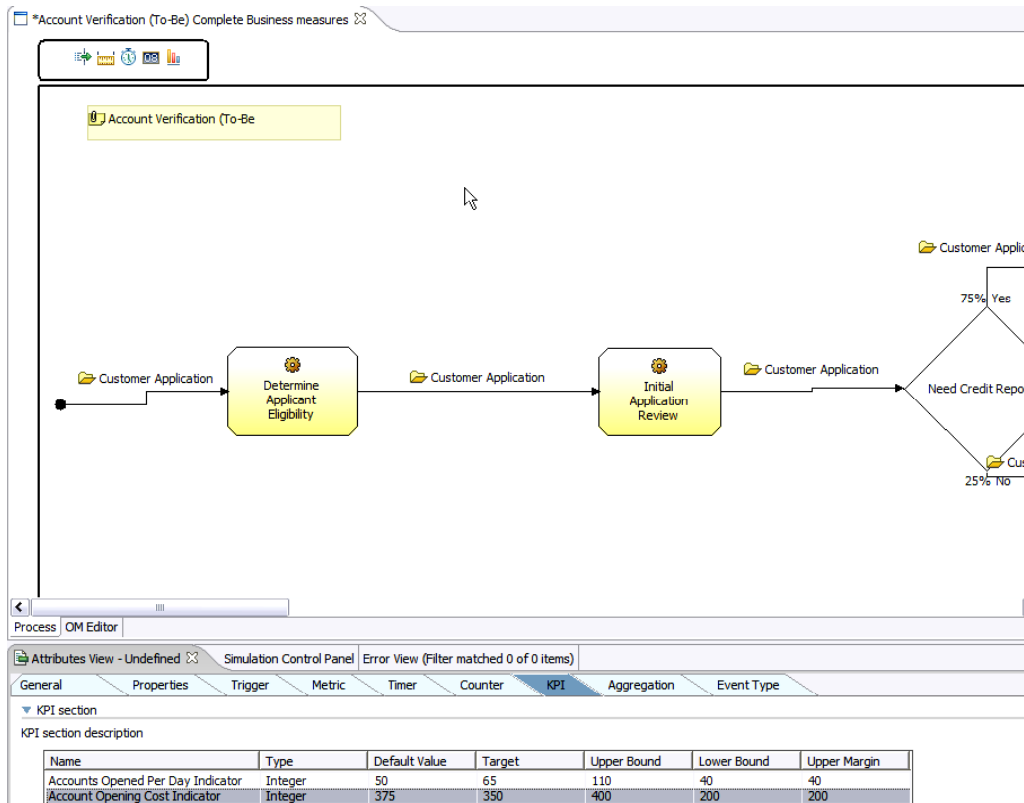 *Account Verification (To-Be) Complete Business measures
08
Account Verification (To-Be
Customer Applic
75% Yes
Customer Application
Customer Application
Customer Application
Determine
Applicant
Eligibility
Initial
Application
Review
Need Credit Repo
Cus
25% No
Process OM Editor
Attributes View - Undefined Simulation Control Panel Error View (Filter matched 0 of 0 items)
General Properties Trigger Metric Timer Counter KPI Aggregation Event Type
KPI section
KPI section description
Name Type Default Value Target Upper Bound Lower Bound Upper Margin
Accounts Opened Per Day Indicator Integer 50 65 110 40 40
Account Opening Cost Indicator Integer 375 350 400 200 200